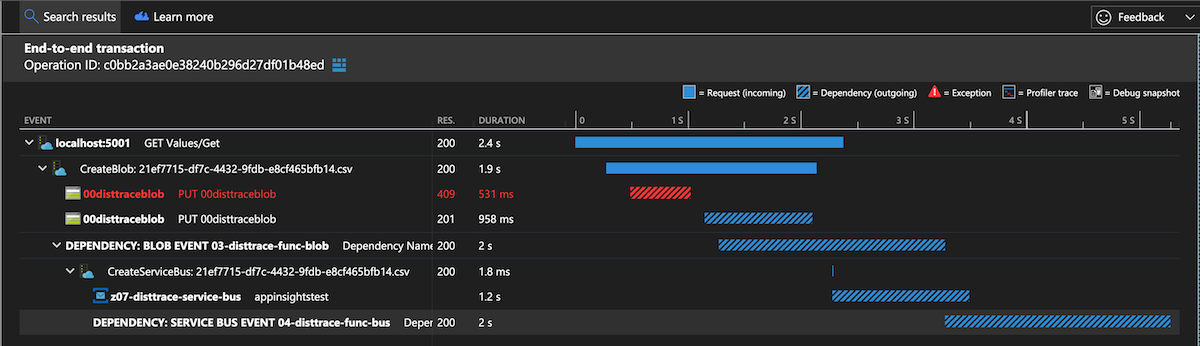 Search results Learn more Feedback
End-to-end transaction
Operation ID: c0bb2a3ae0e38240b296d27df01b48ed
= Request (incoming) = Dependency (outgoing) = Exception = Profiler trace = Debug snapshot
EVENT RES. DURATION 0 1 S 2 S 3 S 4 S 5 S
localhost:5001 GET Values/Get 200 2.4 s
CreateBlob: 21ef7715-df7c-4432-9fdb-e8cf465bfb14.csv 200 1.9 s
00disttraceblob PUT 00disttraceblob 409 531 ms
00disttraceblob PUT 00disttraceblob 201 958 ms
DEPENDENCY: BLOB EVENT 03-disttrace-func-blob Dependency Name 200 2 s
CreateServiceBus: 21ef7715-df7c-4432-9fdb-e8cf465bfb14.csv 200 1.8 ms
z07-disttrace-service-bus appinsightstest 1.2 s
DEPENDENCY: SERVICE BUS EVENT 04-disttrace-func-bus Deper 200 2 s